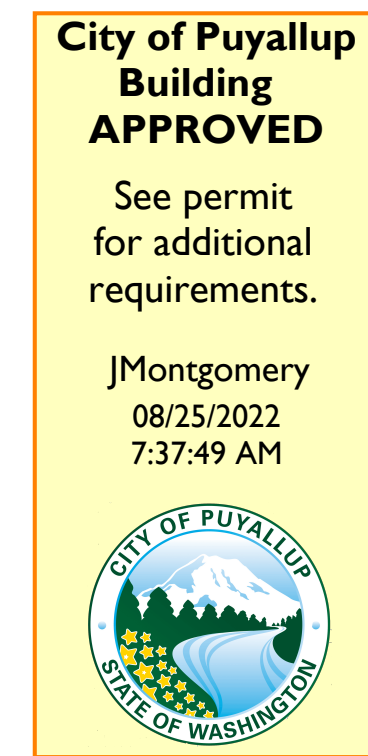 City of Puyallup
Building
APPROVED
See permit
for additional
requirements.
JMontgomery
08/25/2022
7:37:49 AM
CITY OF PUYALLUP
STATE OF WASHINGTON